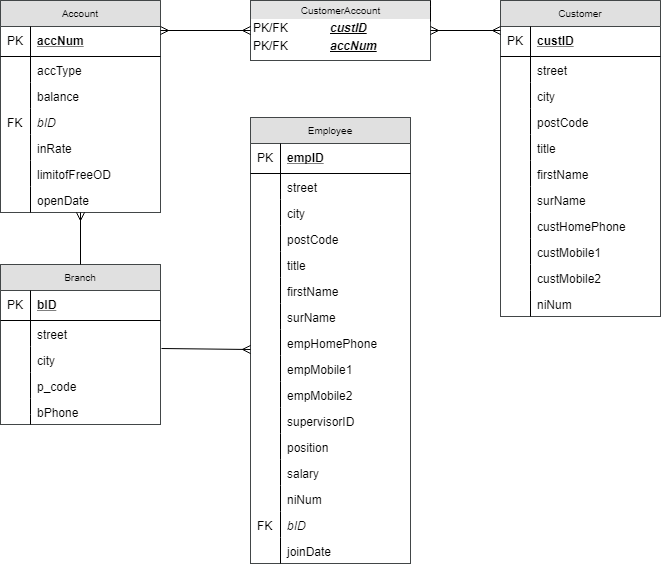 Account
PK accNum
accType
balance
FK bID
inRate
limitofFreeOD
openDate
CustomerAccount
PK/FK custID
PK/FK accNum
Customer
PK custID
street
city
postCode
title
firstName
surName
custHomePhone
custMobile1
custMobile2
niNum
Branch
PK bID
street
city
p_code
bPhone
Employee
PK empID
street
city
postCode
title
firstName
surName
empHomePhone
empMobile1
empMobile2
supervisorID
position
salary
niNum
FK bID
joinDate